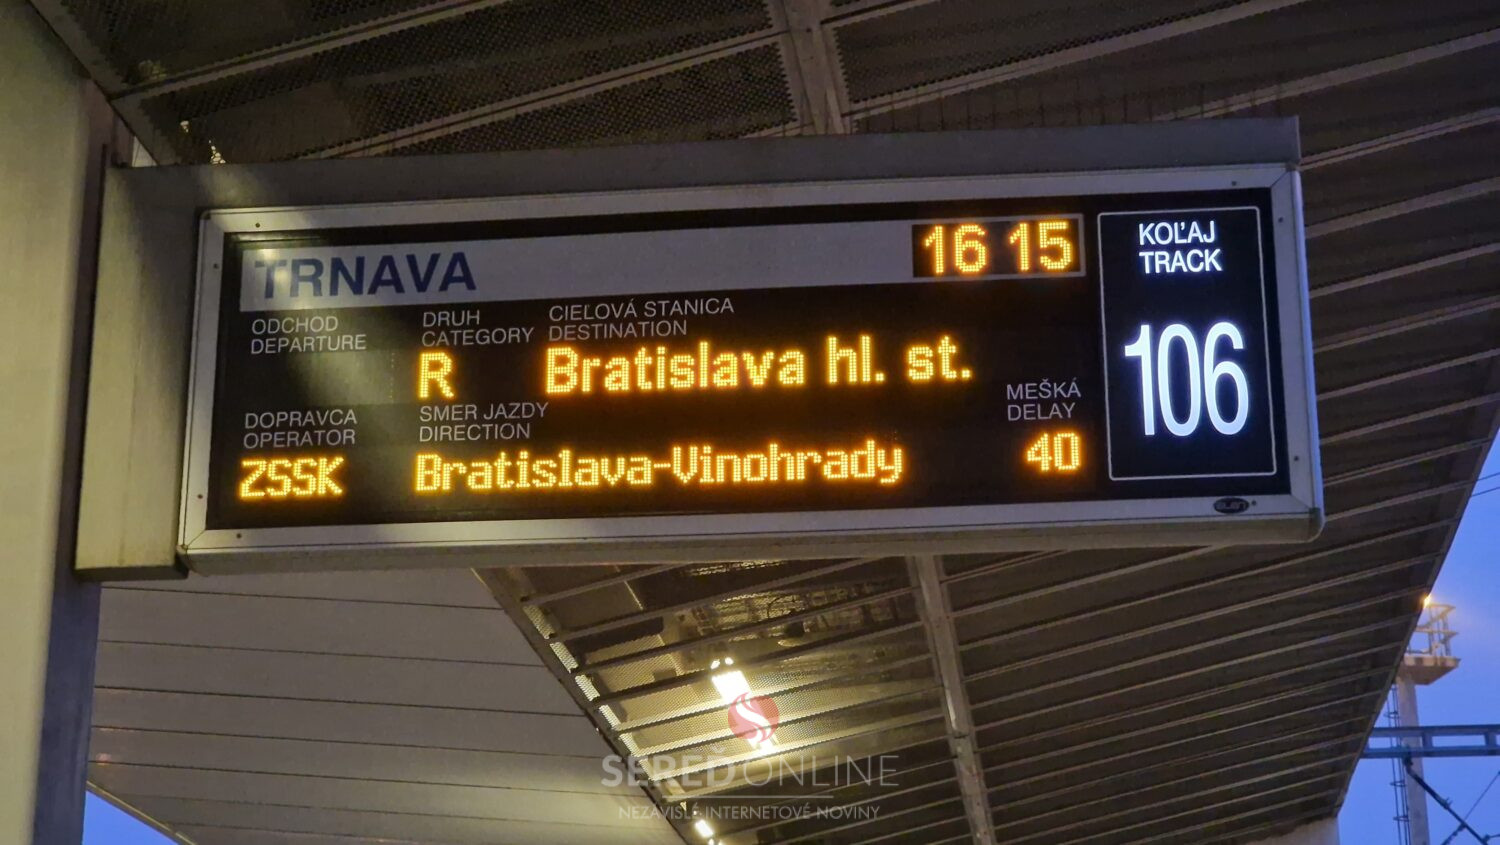 TRNAVA
16 15
KOĽAJ
TRACK
106
ODCHOD
DEPARTURE
DRUH
CATEGORY
CIEĽOVÁ STANICA
DESTINATION
R
Bratislava hl. st.
DOPRAVCA
OPERATOR
SMER JAZDY
DIRECTION
MEŠKÁ
DELAY
ZSSK
Bratislava-Vinohrady
40
SEREĎONLINE
NEZÁVISLÉ INTERNETOVÉ NOVINY